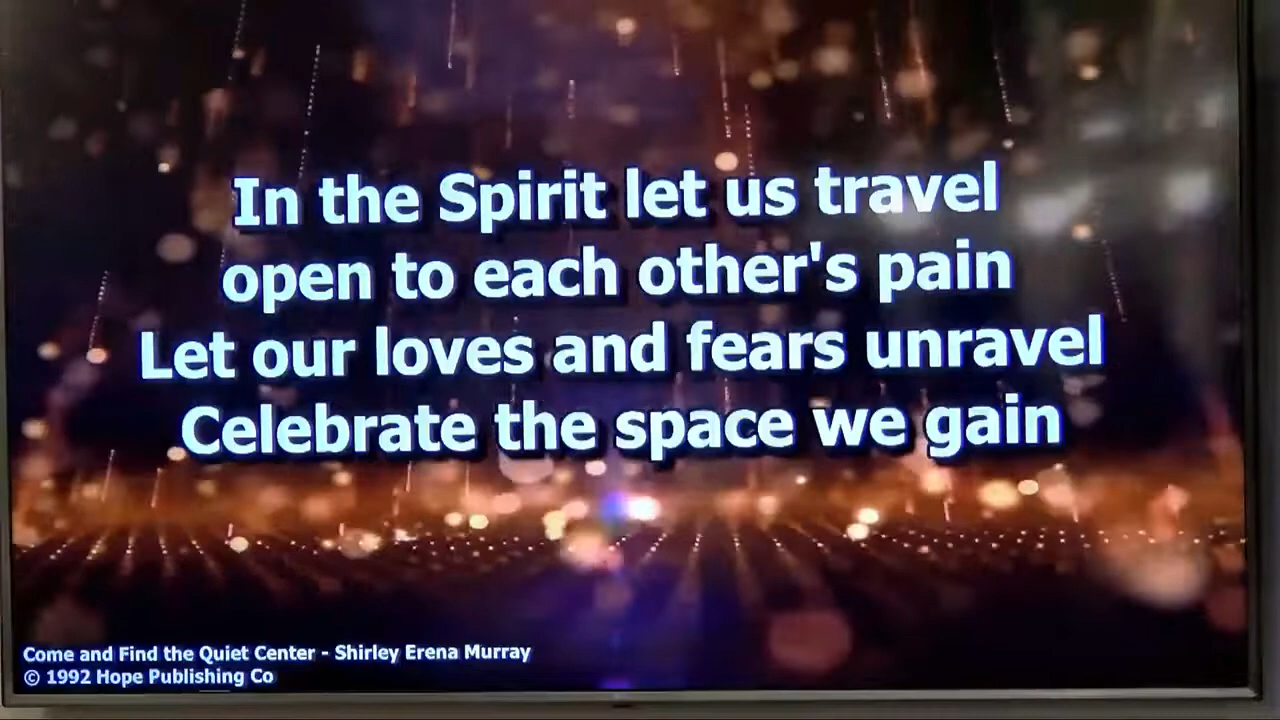 In the Spirit let us travel
open to each other's pain
Let our loves and fears unravel
Celebrate the space we gain
Come and Find the Quiet Center - Shirley Erena Murray
© 1992 Hope Publishing Co